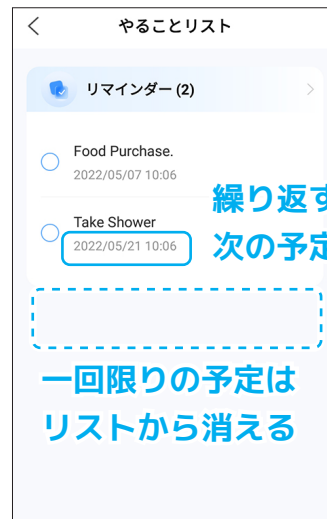 やることリスト
リマインダー (2)
Food Purchase.
2022/05/07 10:06
繰り返す
Take Shower
2022/05/21 10:06
次の予定
一回限りの予定は
リストから消える